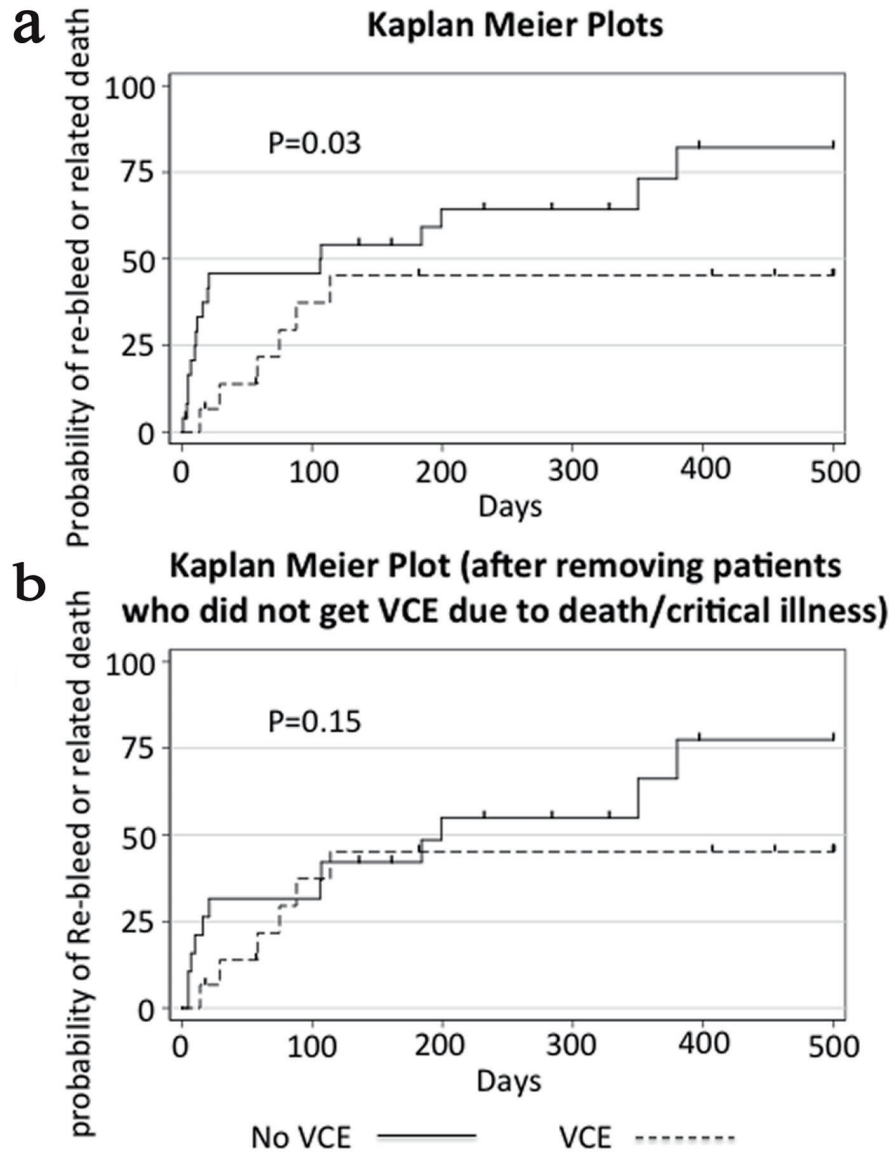 a
Kaplan Meier Plots
Probability of re-bleed or related death
100
75
50
25
0
P=0.03
0 100 200 300 400 500
Days
b
Kaplan Meier Plot (after removing patients
who did not get VCE due to death/critical illness)
probability of Re-bleed or related death
100
75
50
25
0
P=0.15
0 100 200 300 400 500
Days
No VCE VCE